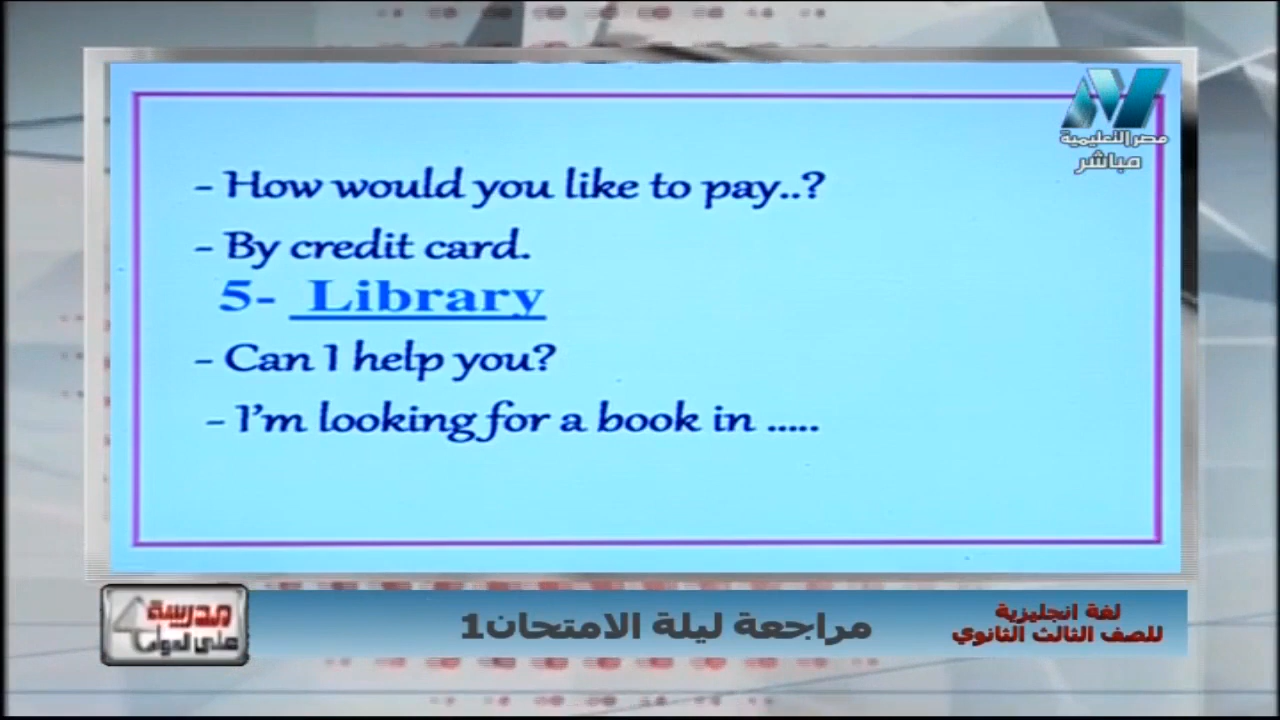 مصر التعليمية
مباشر
- How would you like to pay..?
- By credit card.
5- Library
- Can I help you?
- I'm looking for a book in .....
لغة انجليزية
للصف الثالث الثانوي
مراجعة ليلة الامتحان1
مدرسة
على الهواء